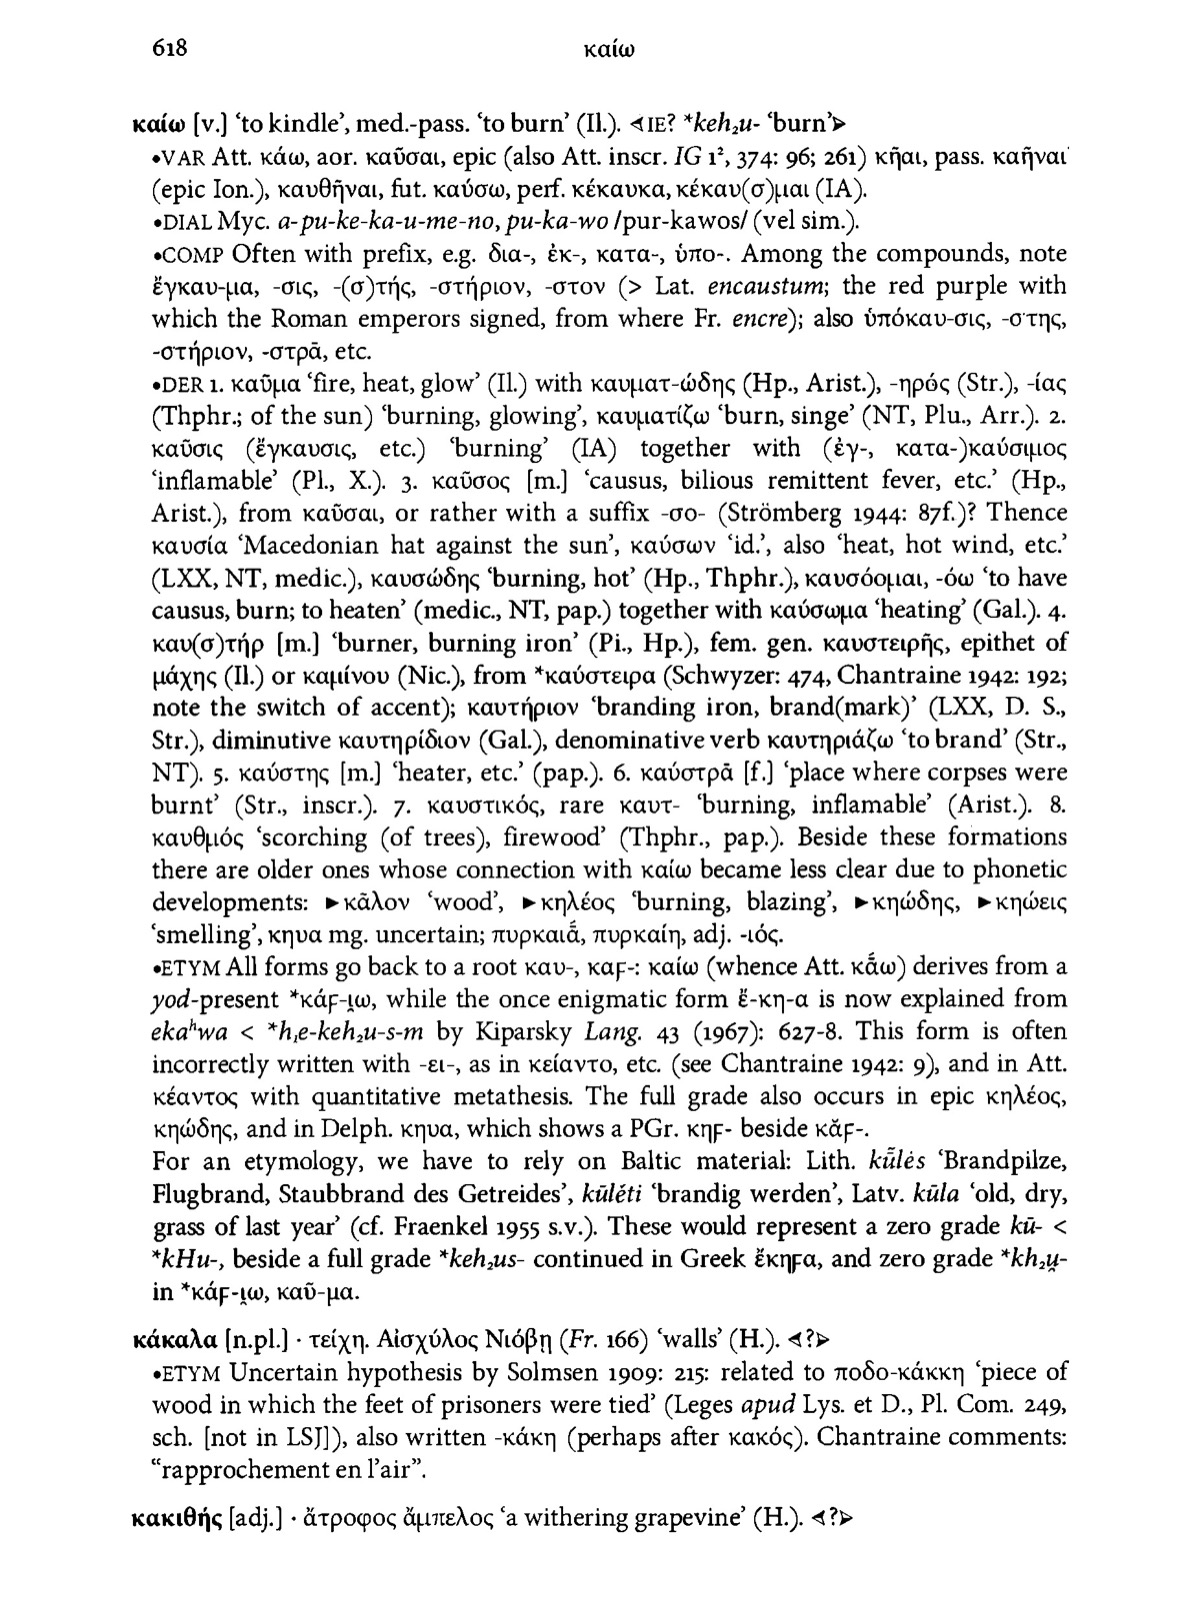 618 καίω
καίω [v.] ‘to kindle’, med.-pass. ‘to burn’ (Il.). ◁IE? *keh₂u- ‘burn’▷
•VAR Att. κάω, aor. καῦσαι, epic (also Att. inscr. IG 1², 374: 96; 261) κῆαι, pass. καῆναι
(epic Ion.), καυθῆναι, fut. καύσω, perf. κέκαυκα, κέκαυ(σ)μαι (IA).
•DIAL Myc. a-pu-ke-ka-u-me-no, pu-ka-wo /pur-kawos/ (vel sim.).
•COMP Often with prefix, e.g. δια-, ἐκ-, κατα-, ὑπο-. Among the compounds, note
ἔγκαυ-μα, -σις, -(σ)τής, -στήριον, -στον (> Lat. encaustum; the red purple with
which the Roman emperors signed, from where Fr. encre); also ὑπόκαυ-σις, -στης,
-στήριον, -στρᾱ, etc.
•DER 1. καῦμα ‘fire, heat, glow’ (Il.) with καυματ-ώδης (Hp., Arist.), -ηρός (Str.), -ίας
(Thphr.; of the sun) ‘burning, glowing’, καυματίζω ‘burn, singe’ (NT, Plu., Arr.). 2.
καῦσις (ἔγκαυσις, etc.) ‘burning’ (IA) together with (ἐγ-, κατα-)καύσιμος
‘inflamable’ (Pl., X.). 3. καῦσος [m.] ‘causus, bilious remittent fever, etc.’ (Hp.,
Arist.), from καῦσαι, or rather with a suffix -σο- (Strömberg 1944: 87f.)? Thence
καυσία ‘Macedonian hat against the sun’, καύσων ‘id.’, also ‘heat, hot wind, etc.’
(LXX, NT, medic.), καυσώδης ‘burning, hot’ (Hp., Thphr.), καυσόομαι, -όω ‘to have
causus, burn; to heaten’ (medic., NT, pap.) together with καύσωμα ‘heating’ (Gal.). 4.
καυ(σ)τήρ [m.] ‘burner, burning iron’ (Pi., Hp.), fem. gen. καυστειρῆς, epithet of
μάχης (Il.) or καμίνου (Nic.), from *καύστειρα (Schwyzer: 474, Chantraine 1942: 192;
note the switch of accent); καυτήριον ‘branding iron, brand(mark)’ (LXX, D. S.,
Str.), diminutive καυτηρίδιον (Gal.), denominative verb καυτηριάζω ‘to brand’ (Str.,
NT). 5. καύστης [m.] ‘heater, etc.’ (pap.). 6. καύστρᾱ [f.] ‘place where corpses were
burnt’ (Str., inscr.). 7. καυστικός, rare καυτ- ‘burning, inflamable’ (Arist.). 8.
καυθμός ‘scorching (of trees), firewood’ (Thphr., pap.). Beside these formations
there are older ones whose connection with καίω became less clear due to phonetic
developments: ►κᾶλον ‘wood’, ►κηλέος ‘burning, blazing’, ►κηώδης, ►κηώεις
‘smelling’, κηυα mg. uncertain; πυρκαιᾱ́, πυρκαίη, adj. -ιός.
•ETYM All forms go back to a root καυ-, καϝ-: καίω (whence Att. κᾱ́ω) derives from a
yod-present *κάϝ-ι̯ω, while the once enigmatic form ἔ-κη-α is now explained from
ekaʰwa < *h₁e-keh₂u-s-m by Kiparsky Lang. 43 (1967): 627-8. This form is often
incorrectly written with -ει-, as in κείαντο, etc. (see Chantraine 1942: 9), and in Att.
κέαντος with quantitative metathesis. The full grade also occurs in epic κηλέος,
κηώδης, and in Delph. κηυα, which shows a PGr. κηϝ- beside κᾰϝ-.
For an etymology, we have to rely on Baltic material: Lith. kū̃lės ‘Brandpilze,
Flugbrand, Staubbrand des Getreides’, kūlė́ti ‘brandig werden’, Latv. kūla ‘old, dry,
grass of last year’ (cf. Fraenkel 1955 s.v.). These would represent a zero grade kū- <
*kHu-, beside a full grade *keh₂us- continued in Greek ἔκηϝα, and zero grade *kh₂u̯-
in *κάϝ-ι̯ω, καῦ-μα.
κάκαλα [n.pl.] · τείχη. Αἰσχύλος Νιόβῃ (Fr. 166) ‘walls’ (H.). ◁?▷
•ETYM Uncertain hypothesis by Solmsen 1909: 215: related to ποδο-κάκκη ‘piece of
wood in which the feet of prisoners were tied’ (Leges apud Lys. et D., Pl. Com. 249,
sch. [not in LSJ]), also written -κάκη (perhaps after κακός). Chantraine comments:
“rapprochement en l’air”.
κακιθής [adj.] · ἄτροφος ἄμπελος ‘a withering grapevine’ (H.). ◁?▷